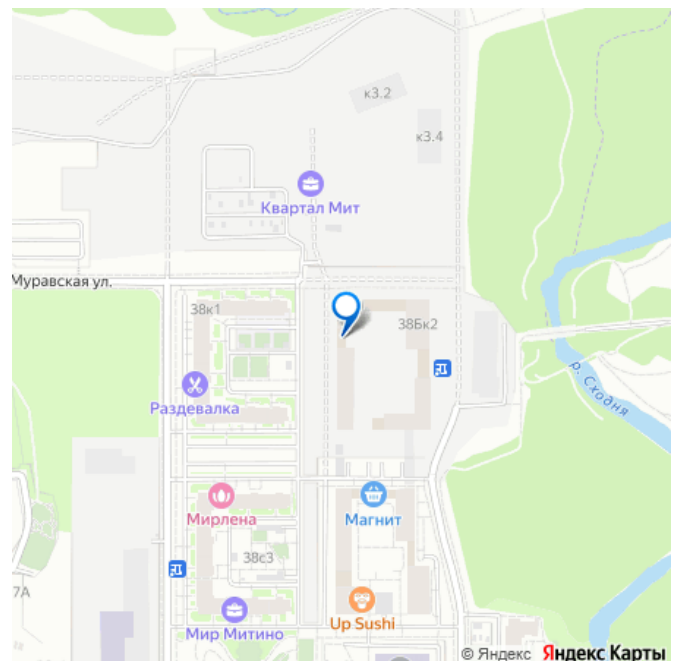 к3.2
к3.4
Квартал Мит
Муравская ул.
38к1
38Бк2
р. Сходня
Раздевалка
Мирлена
Магнит
38с3
7А
Up Sushi
Мир Митино
© Яндекс Яндекс Карты